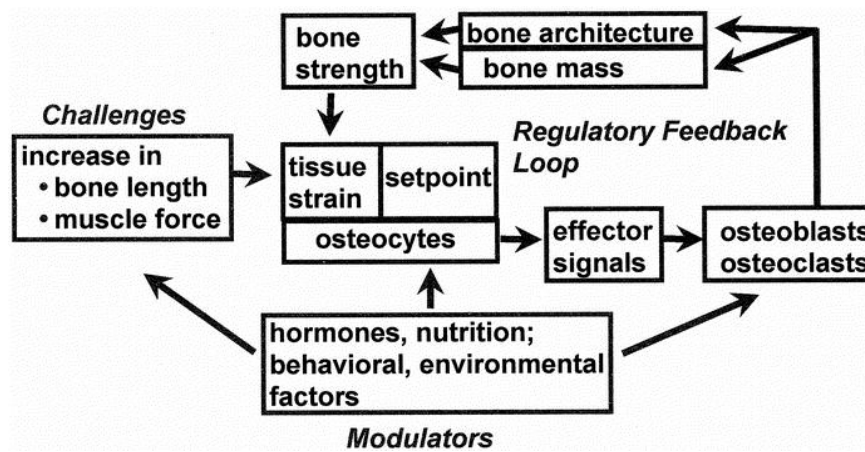 bone
strength
bone architecture
bone mass
Challenges
increase in
• bone length
• muscle force
tissue
strain
setpoint
osteocytes
Regulatory Feedback
Loop
effector
signals
osteoblasts
osteoclasts
hormones, nutrition;
behavioral, environmental
factors
Modulators